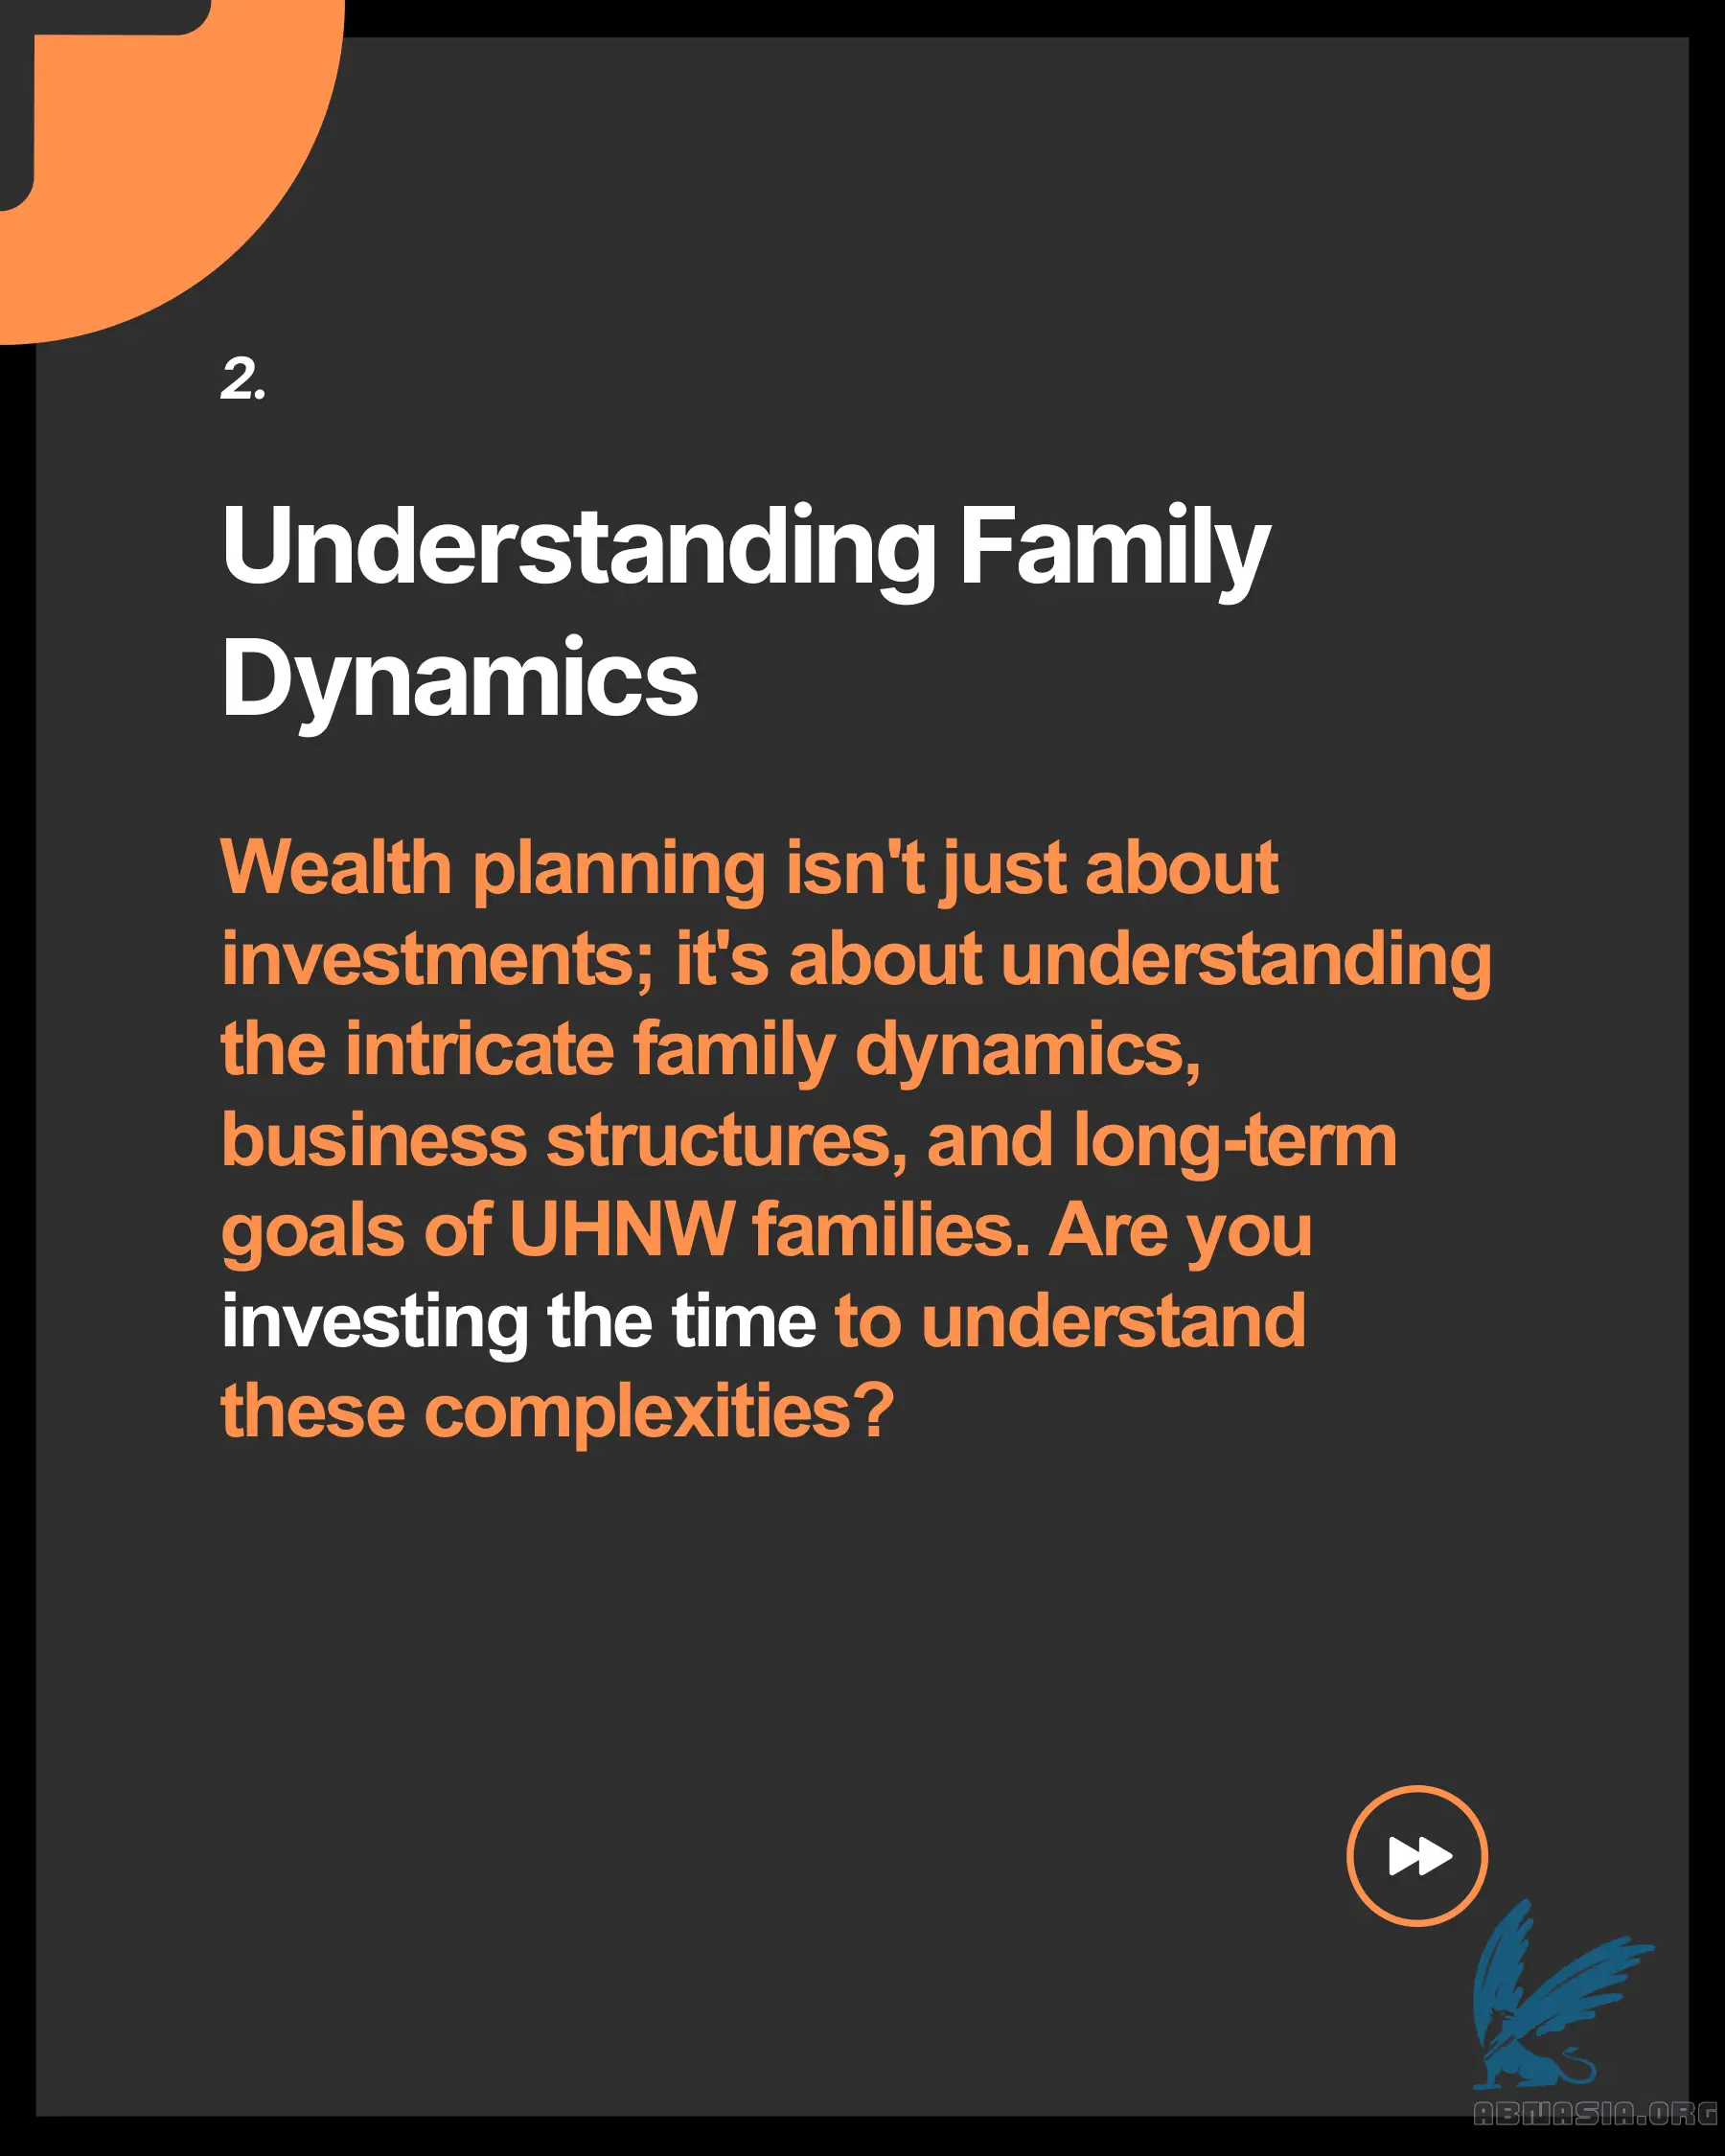 2.
Understanding Family
Dynamics
Wealth planning isn't just about
investments; it's about understanding
the intricate family dynamics,
business structures, and long-term
goals of UHNW families. Are you
investing the time to understand
these complexities?
ABNASIA.ORG